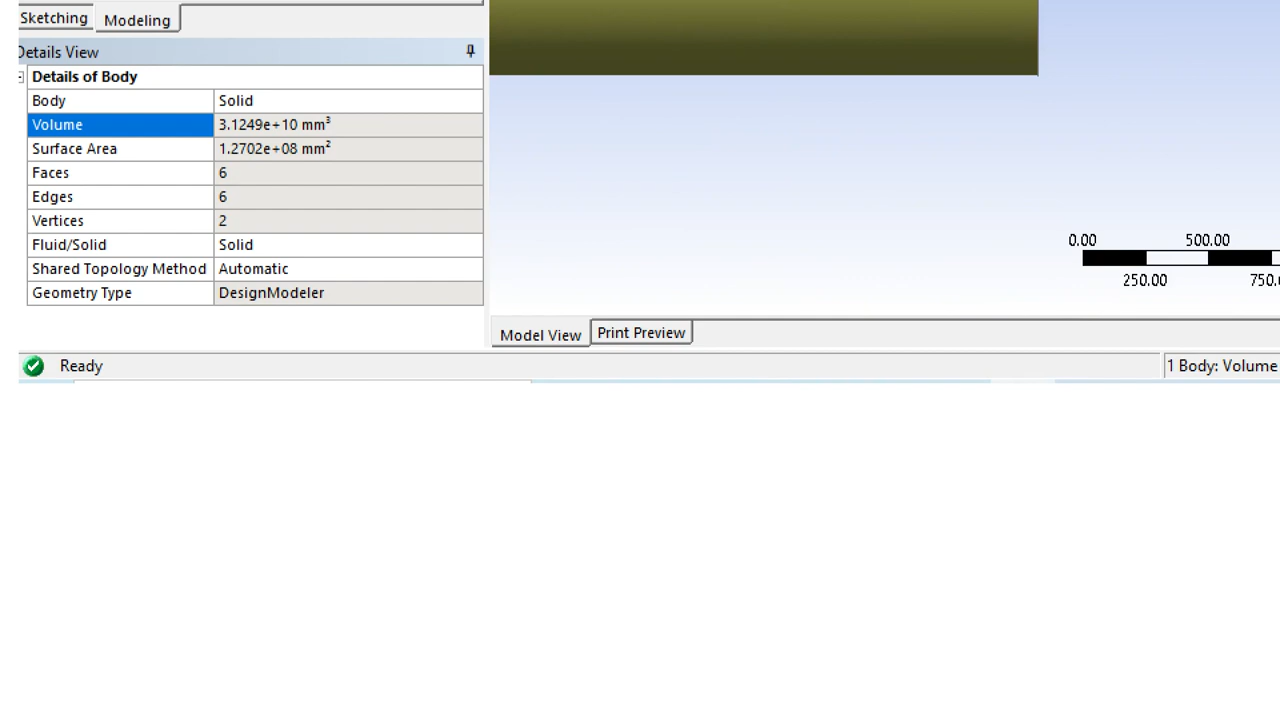 Sketching Modeling
Details View
Details of Body
Body Solid
Volume 3.1249e+10 mm³
Surface Area 1.2702e+08 mm²
Faces 6
Edges 6
Vertices 2
Fluid/Solid Solid
Shared Topology Method Automatic
Geometry Type DesignModeler
0.00 500.00
250.00 750.
Model View Print Preview
Ready 1 Body: Volume